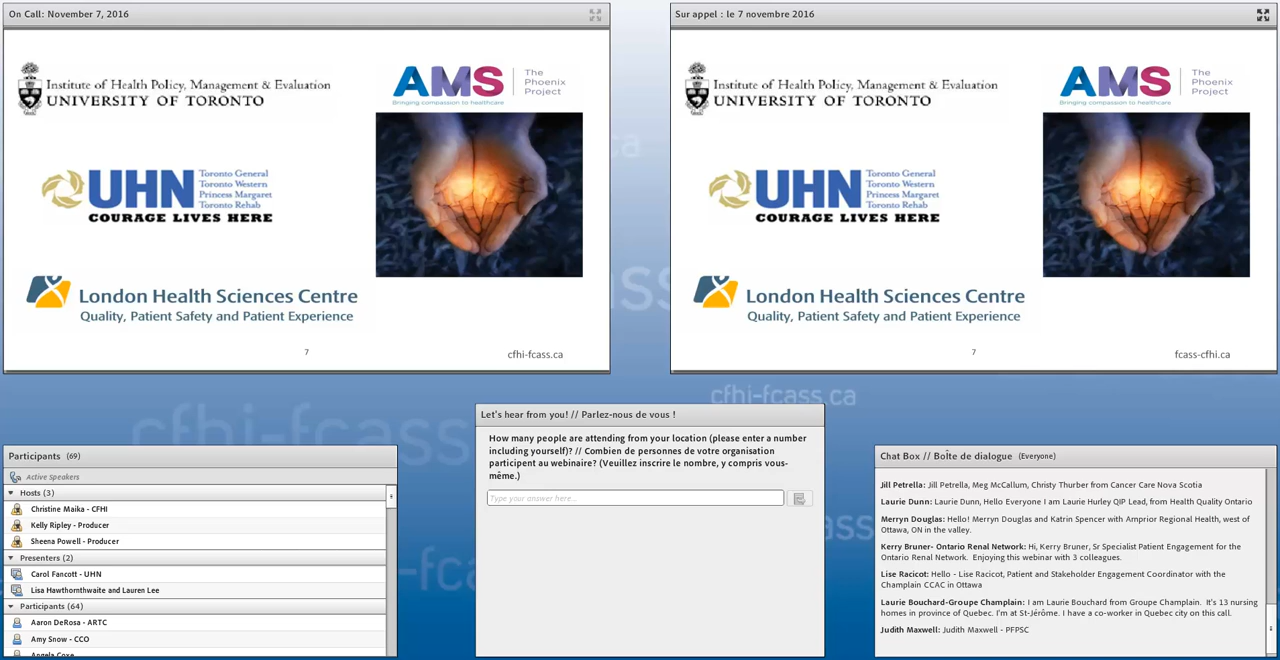 On Call: November 7, 2016
Institute of Health Policy, Management & Evaluation
UNIVERSITY OF TORONTO
AMS
Bringing compassion to healthcare
The
Phoenix
Project
UHN
Toronto General
Toronto Western
Princess Margaret
Toronto Rehab
COURAGE LIVES HERE
London Health Sciences Centre
Quality, Patient Safety and Patient Experience
7
cfhi-fcass.ca
Sur appel : le 7 novembre 2016
Institute of Health Policy, Management & Evaluation
UNIVERSITY OF TORONTO
AMS
Bringing compassion to healthcare
The
Phoenix
Project
UHN
Toronto General
Toronto Western
Princess Margaret
Toronto Rehab
COURAGE LIVES HERE
London Health Sciences Centre
Quality, Patient Safety and Patient Experience
7
fcass-cfhi.ca
cfhi-fcass.ca
cfhi-fcass
Participants (69)
Active Speakers
Hosts (3)
Christine Maika - CFHI
Kelly Ripley - Producer
Sheena Powell - Producer
Presenters (2)
Carol Fancott - UHN
Lisa Hawthornthwaite and Lauren Lee
Participants (64)
Aaron DeRosa - ARTC
Amy Snow - CCO
Angela Coxe
Let's hear from you! // Parlez-nous de vous !
How many people are attending from your location (please enter a number
including yourself)? // Combien de personnes de votre organisation
participent au webinaire? (Veuillez inscrire le nombre, y compris vous-
même.)
Type your answer here...
Chat Box // Boîte de dialogue (Everyone)
Jill Petrella: Jill Petrella, Meg McCallum, Christy Thurber from Cancer Care Nova Scotia
Laurie Dunn: Laurie Dunn, Hello Everyone I am Laurie Hurley QIP Lead, from Health Quality Ontario
Merryn Douglas: Hello! Merryn Douglas and Katrin Spencer with Arnprior Regional Health, west of
Ottawa, ON in the valley.
Kerry Bruner- Ontario Renal Network: Hi, Kerry Bruner, Sr Specialist Patient Engagement for the
Ontario Renal Network. Enjoying this webinar with 3 colleagues.
Lise Racicot: Hello - Lise Racicot, Patient and Stakeholder Engagement Coordinator with the
Champlain CCAC in Ottawa
Laurie Bouchard-Groupe Champlain: I am Laurie Bouchard from Groupe Champlain. It's 13 nursing
homes in province of Quebec. I'm at St-Jérôme. I have a co-worker in Quebec city on this call.
Judith Maxwell: Judith Maxwell - PFPSC